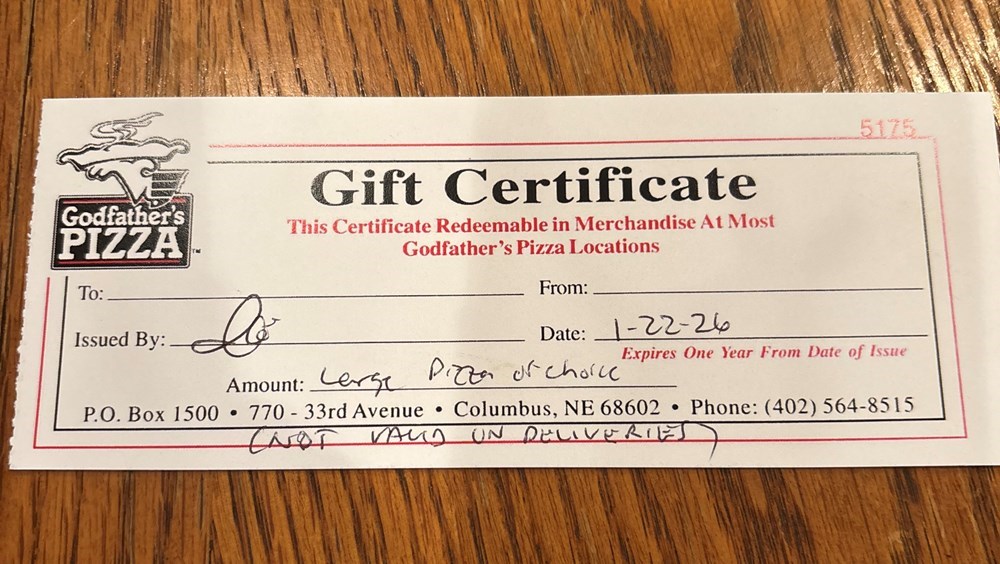 5175
Godfather's
PIZZA™
Gift Certificate
This Certificate Redeemable in Merchandise At Most
Godfather's Pizza Locations
To: From:
Issued By: Date: 1-22-26
Expires One Year From Date of Issue
Amount: Large Pizza of choice
P.O. Box 1500 • 770 - 33rd Avenue • Columbus, NE 68602 • Phone: (402) 564-8515
(NOT VALID ON DELIVERIES)